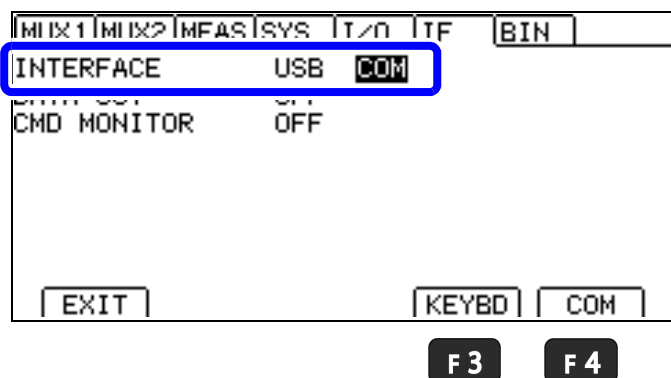 MUX1 MUX2 MEAS SYS I/O IF BIN
INTERFACE USB COM
CMD MONITOR OFF
EXIT KEYBD COM
F3 F4